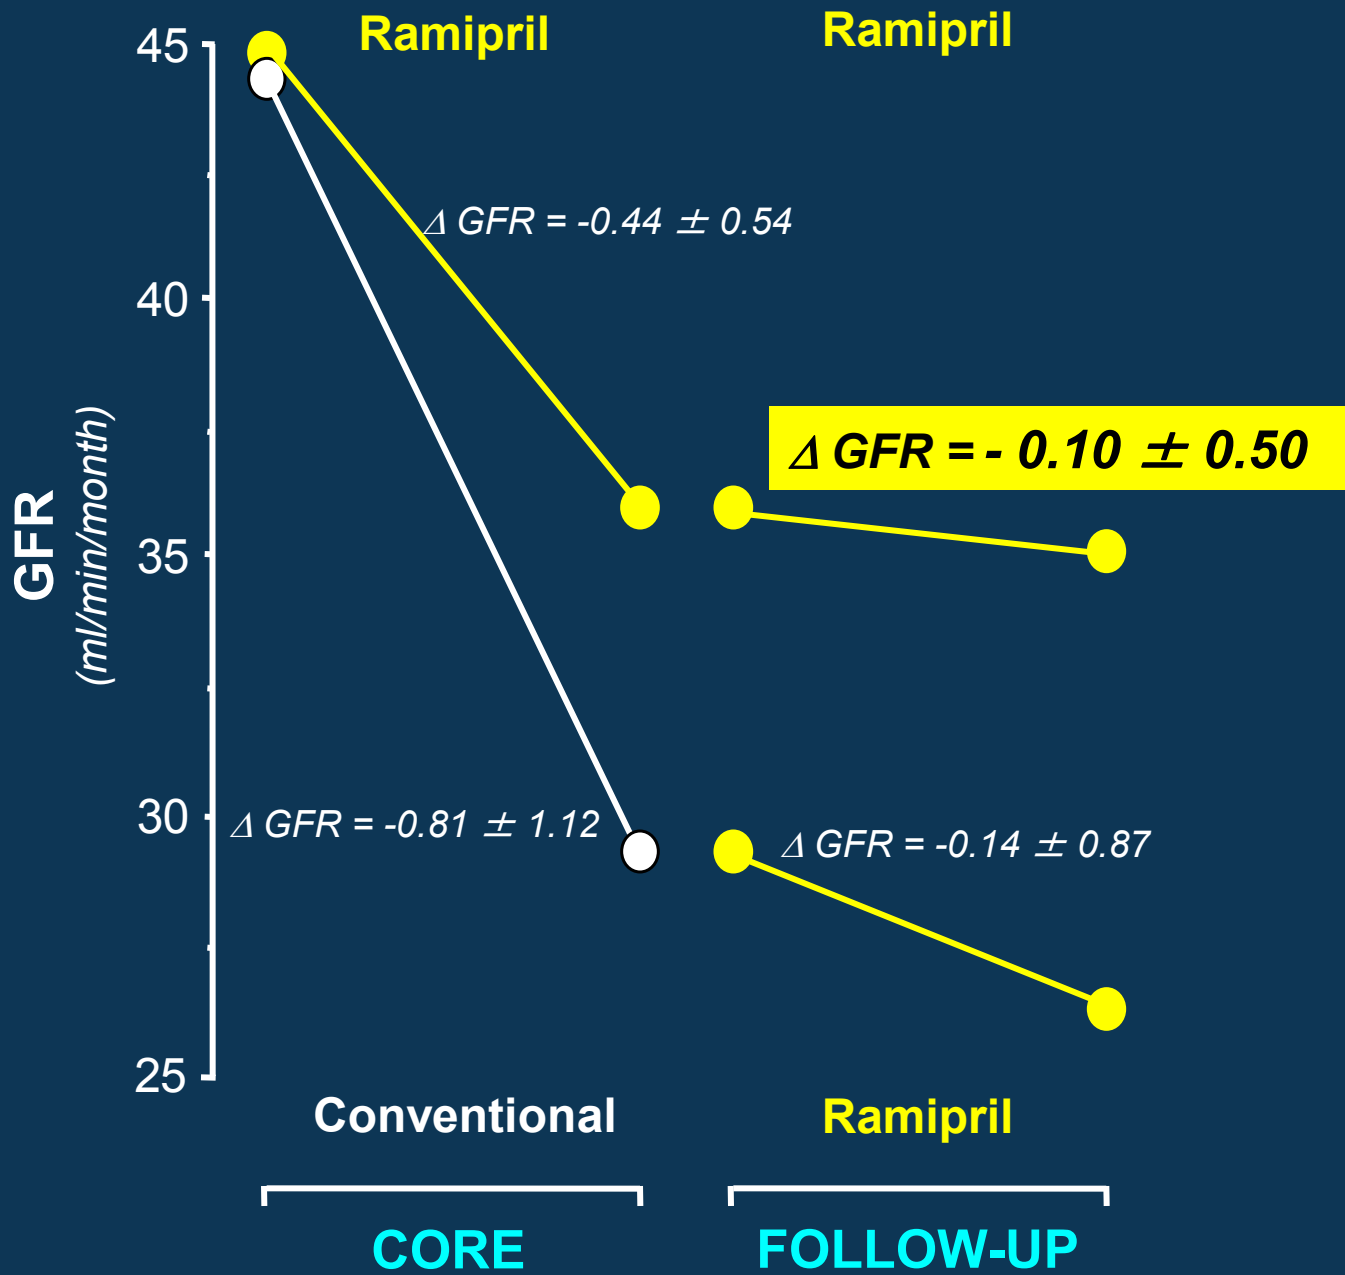 Ramipril
Ramipril
45
Δ GFR = -0.44 ± 0.54
40
Δ GFR = - 0.10 ± 0.50
GFR
(ml/min/month)
35
30
Δ GFR = -0.81 ± 1.12
Δ GFR = -0.14 ± 0.87
25
Conventional
Ramipril
CORE
FOLLOW-UP